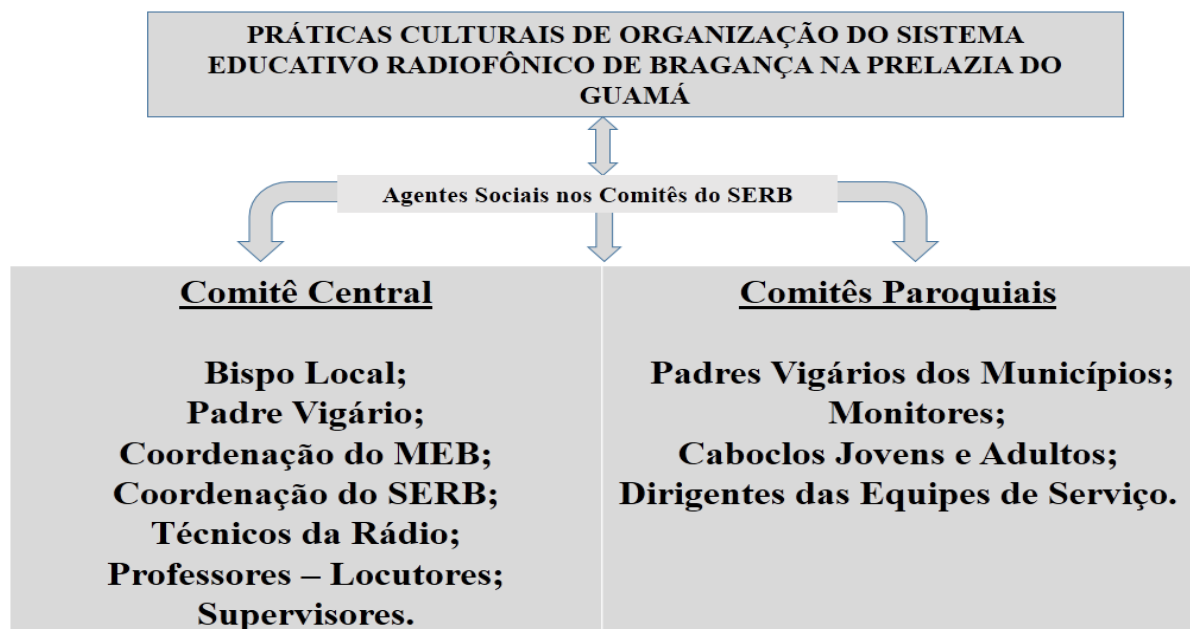 PRÁTICAS CULTURAIS DE ORGANIZAÇÃO DO SISTEMA
EDUCATIVO RADIOFÔNICO DE BRAGANÇA NA PRELAZIA DO
GUAMÁ
Agentes Sociais nos Comitês do SERB
Comitê Central
Bispo Local;
Padre Vigário;
Coordenação do MEB;
Coordenação do SERB;
Técnicos da Rádio;
Professores – Locutores;
Supervisores.
Comitês Paroquiais
Padres Vigários dos Municípios;
Monitores;
Caboclos Jovens e Adultos;
Dirigentes das Equipes de Serviço.